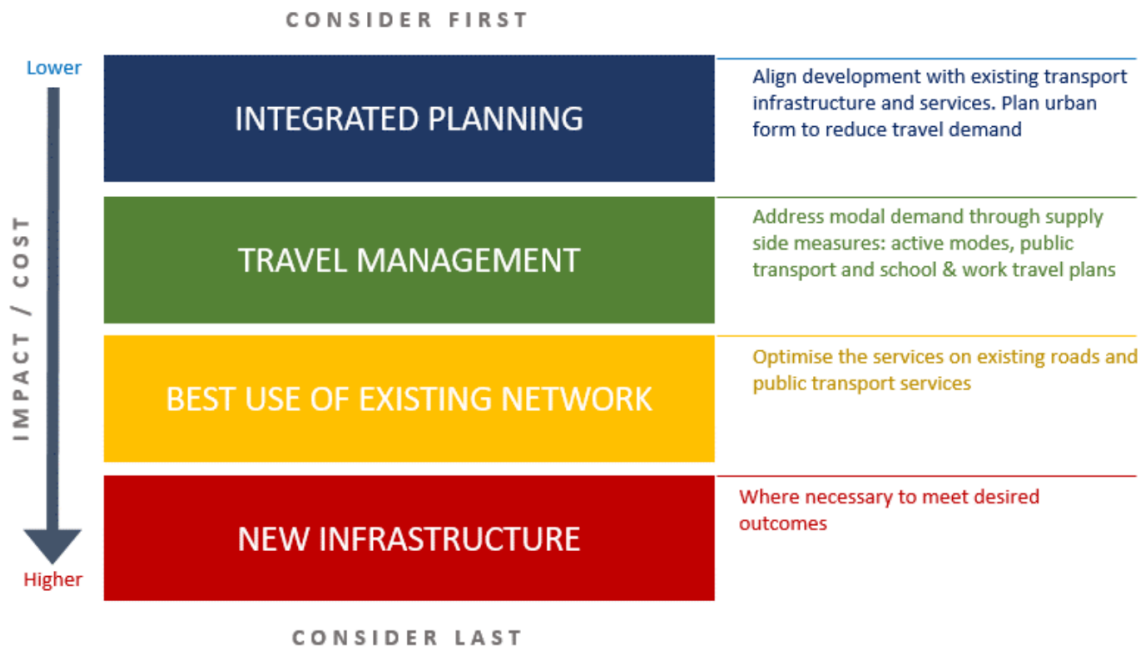 CONSIDER FIRST
Lower
INTEGRATED PLANNING
Align development with existing transport
infrastructure and services. Plan urban
form to reduce travel demand
TRAVEL MANAGEMENT
Address modal demand through supply
side measures: active modes, public
transport and school & work travel plans
IMPACT / COST
BEST USE OF EXISTING NETWORK
Optimise the services on existing roads and
public transport services
NEW INFRASTRUCTURE
Where necessary to meet desired
outcomes
Higher
CONSIDER LAST